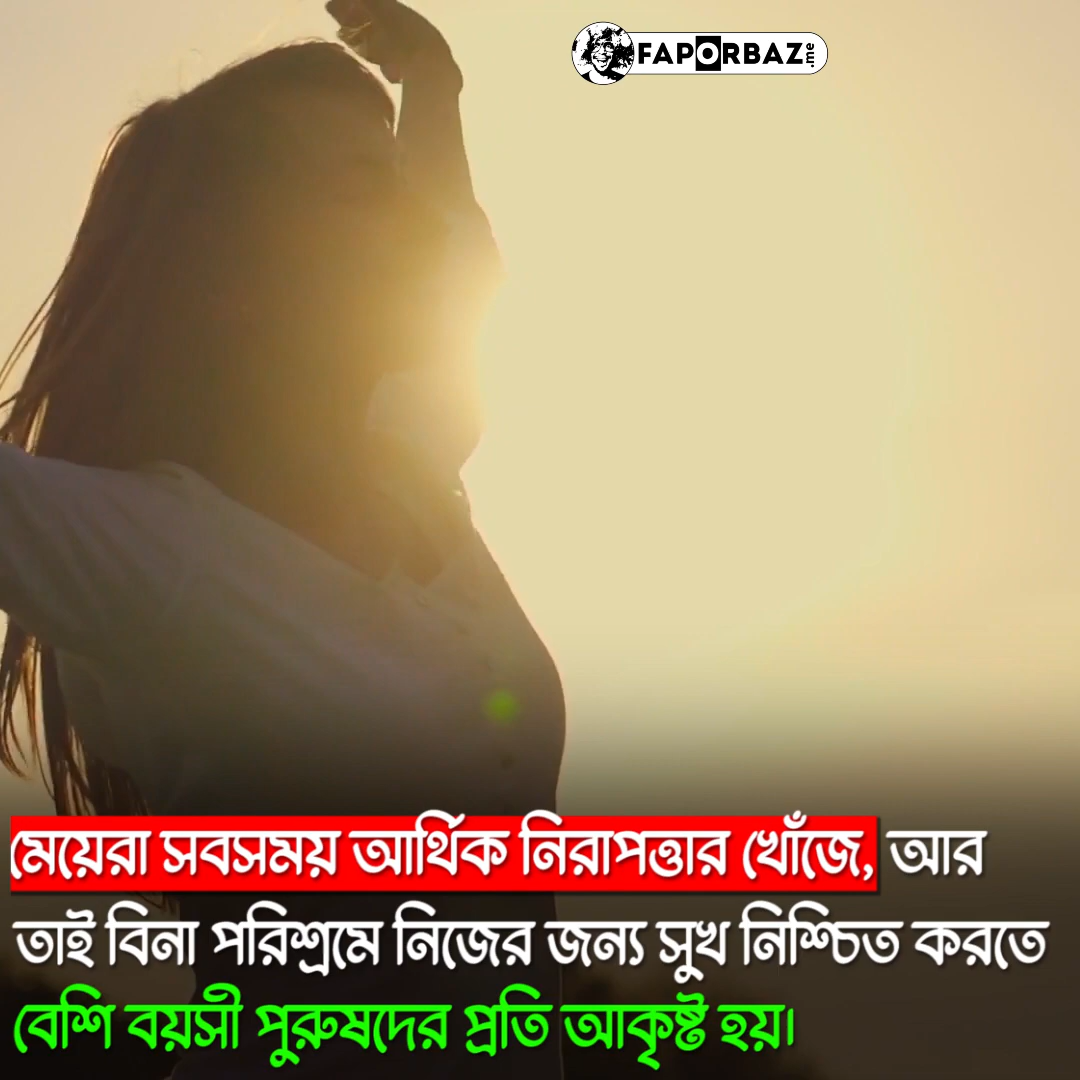 FAPORBAZ.me
মেয়েরা সবসময় আর্থিক নিরাপত্তার খোঁজে, আর
তাই বিনা পরিশ্রমে নিজের জন্য সুখ নিশ্চিত করতে
বেশি বয়সী পুরুষদের প্রতি আকৃষ্ট হয়।